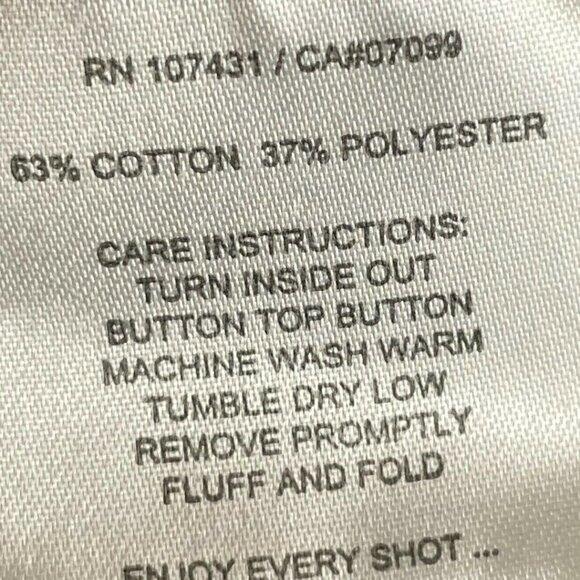 RN 107431 / CA#07099
63% COTTON 37% POLYESTER
CARE INSTRUCTIONS:
TURN INSIDE OUT
BUTTON TOP BUTTON
MACHINE WASH WARM
TUMBLE DRY LOW
REMOVE PROMPTLY
FLUFF AND FOLD
ENJOY EVERY SHOT ...